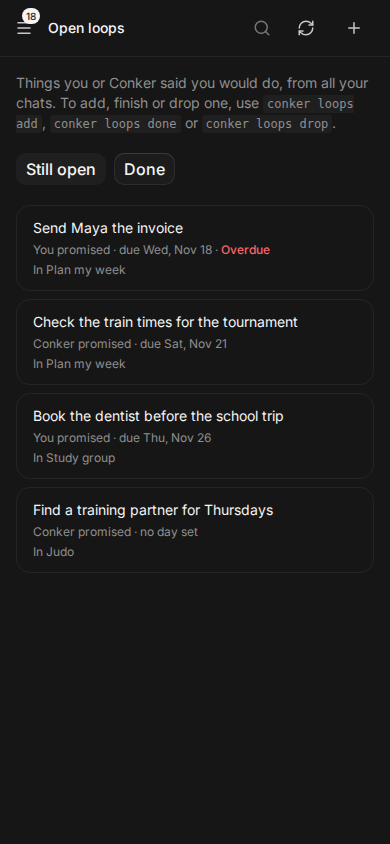 18
Open loops
Things you or Conker said you would do, from all your
chats. To add, finish or drop one, use conker loops
add, conker loops done or conker loops drop.
Still open
Done
Send Maya the invoice
You promised · due Wed, Nov 18 · Overdue
In Plan my week
Check the train times for the tournament
Conker promised · due Sat, Nov 21
In Plan my week
Book the dentist before the school trip
You promised · due Thu, Nov 26
In Study group
Find a training partner for Thursdays
Conker promised · no day set
In Judo